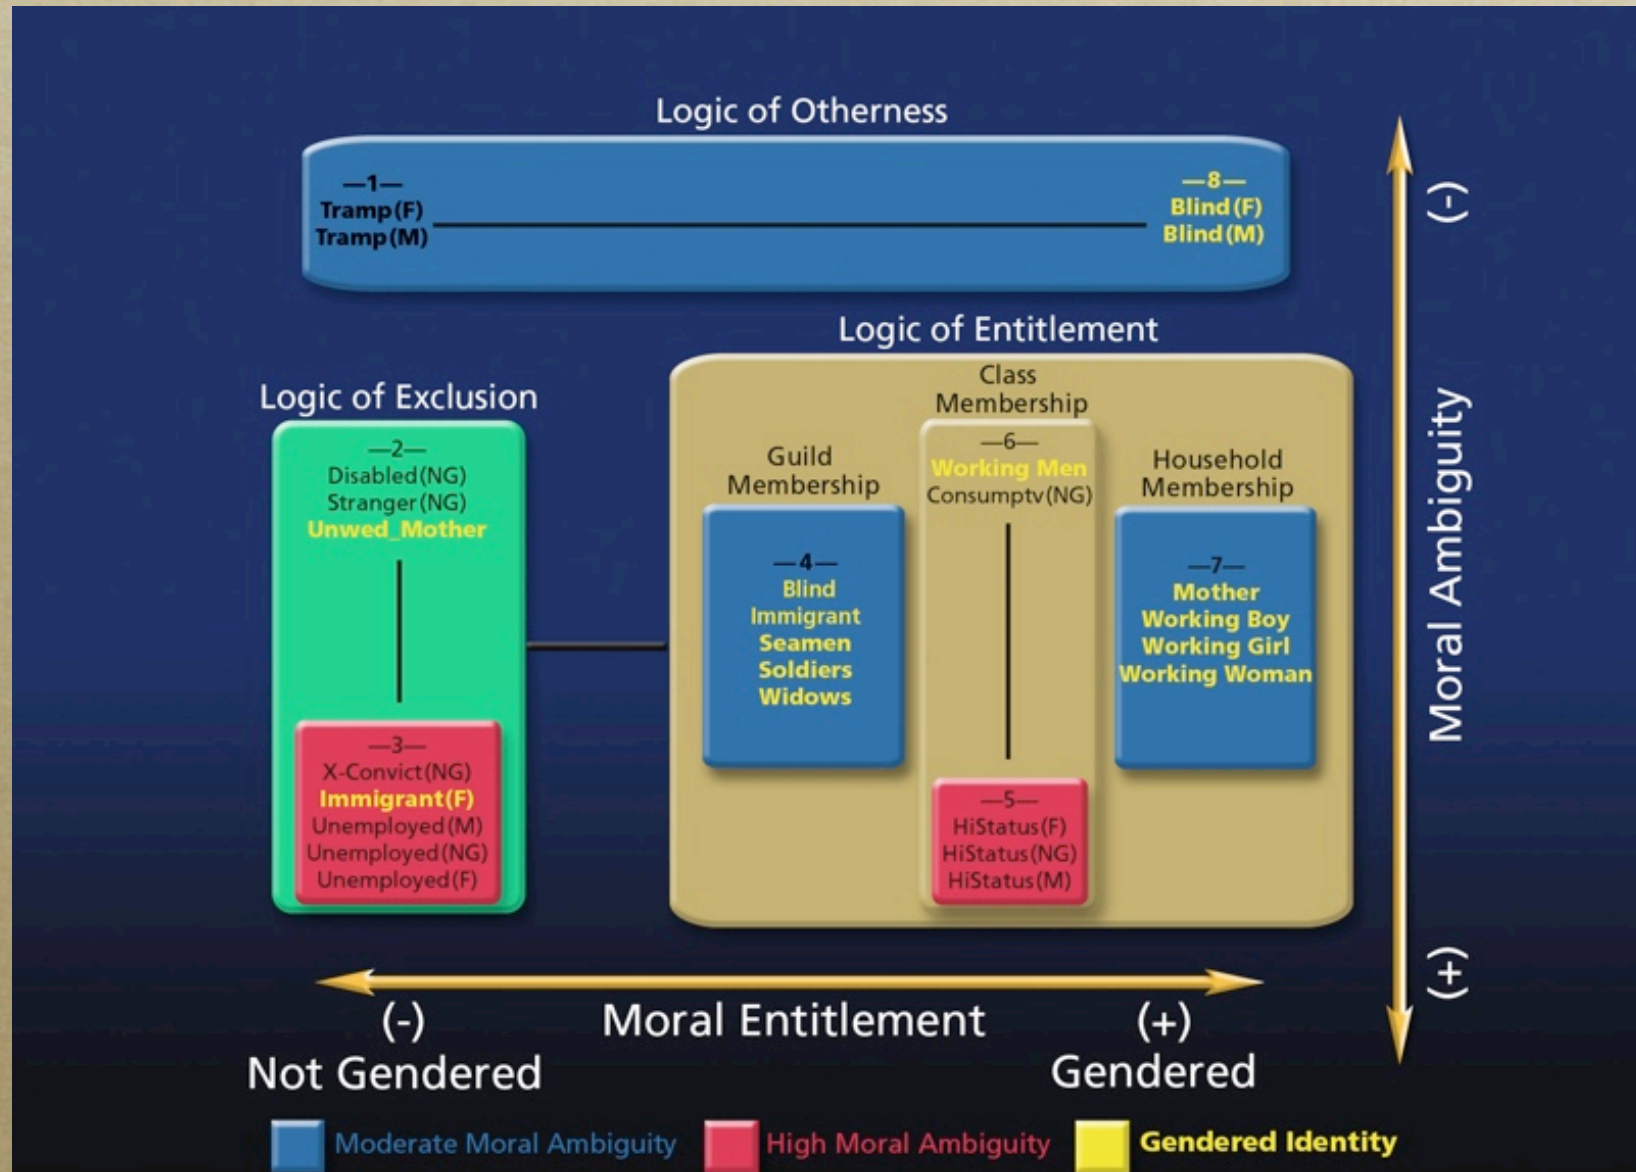 Logic of Otherness
—1—
Tramp(F)
Tramp(M)
—8—
Blind(F)
Blind(M)
Logic of Exclusion
—2—
Disabled(NG)
Stranger(NG)
Unwed_Mother
—3—
X-Convict(NG)
Immigrant(F)
Unemployed(M)
Unemployed(NG)
Unemployed(F)
Logic of Entitlement
Guild
Membership
—4—
Blind
Immigrant
Seamen
Soldiers
Widows
Class
Membership
—6—
Working Men
Consumptv(NG)
—5—
HiStatus(F)
HiStatus(NG)
HiStatus(M)
Household
Membership
—7—
Mother
Working Boy
Working Girl
Working Woman
(-)
Moral Ambiguity
(+)
(-)
Moral Entitlement
(+)
Not Gendered
Gendered
Moderate Moral Ambiguity
High Moral Ambiguity
Gendered Identity